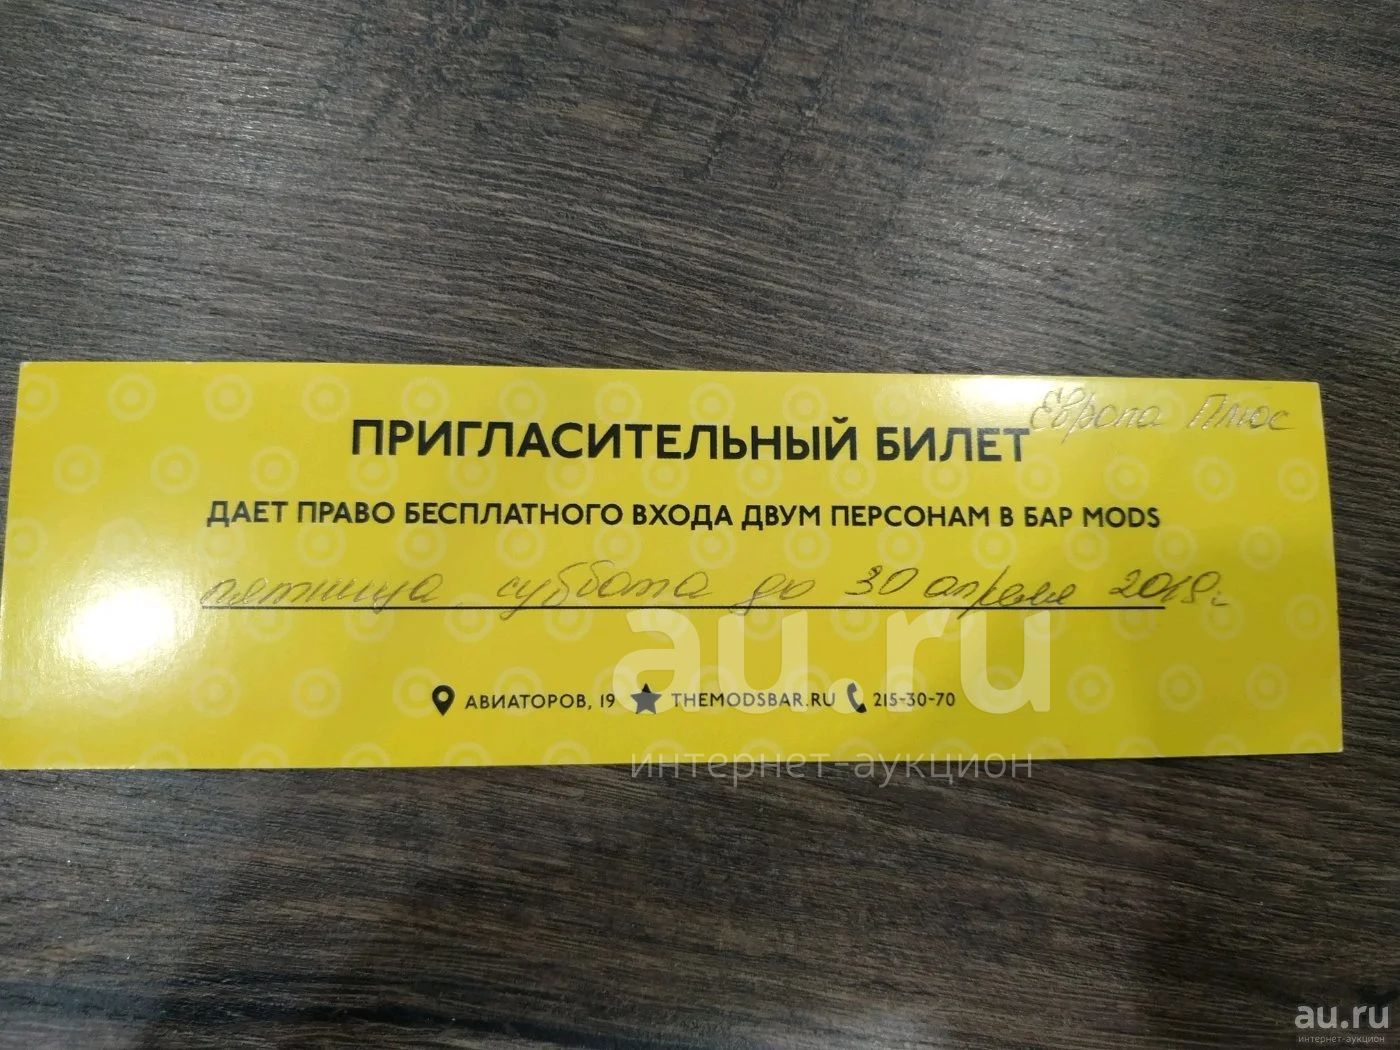 Европа Плюс
ПРИГЛАСИТЕЛЬНЫЙ БИЛЕТ
ДАЕТ ПРАВО БЕСПЛАТНОГО ВХОДА ДВУМ ПЕРСОНАМ В БАР MODS
пятница, суббота до 30 апреля 2019г.
АВИАТОРОВ, 19 THEMODSBAR.RU 215-30-70
au.ru
интернет-аукцион
au.ru
интернет-аукцион